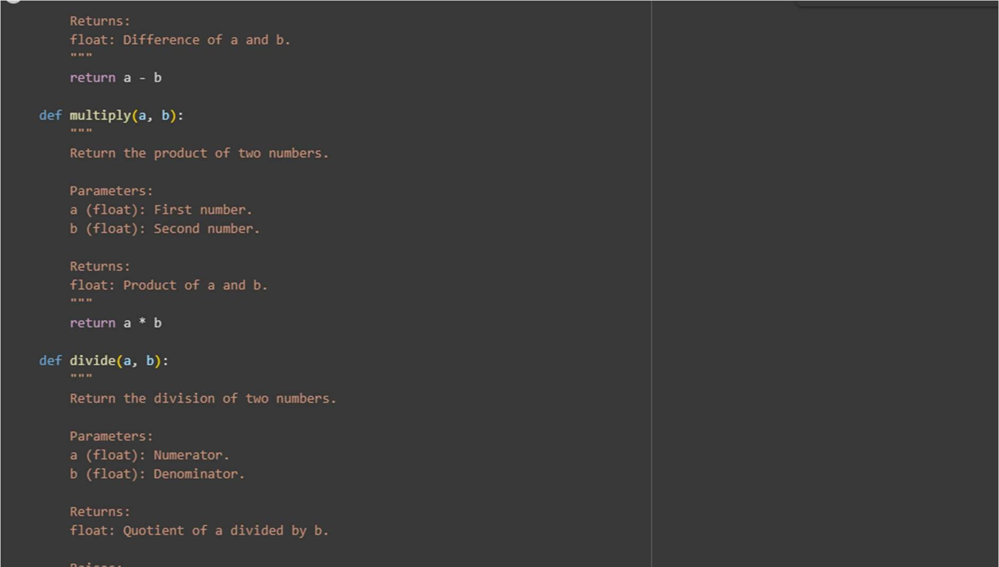 Returns:
float: Difference of a and b.
"""
return a - b
def multiply(a, b):
"""
Return the product of two numbers.
Parameters:
a (float): First number.
b (float): Second number.
Returns:
float: Product of a and b.
"""
return a * b
def divide(a, b):
"""
Return the division of two numbers.
Parameters:
a (float): Numerator.
b (float): Denominator.
Returns:
float: Quotient of a divided by b.
Raises: